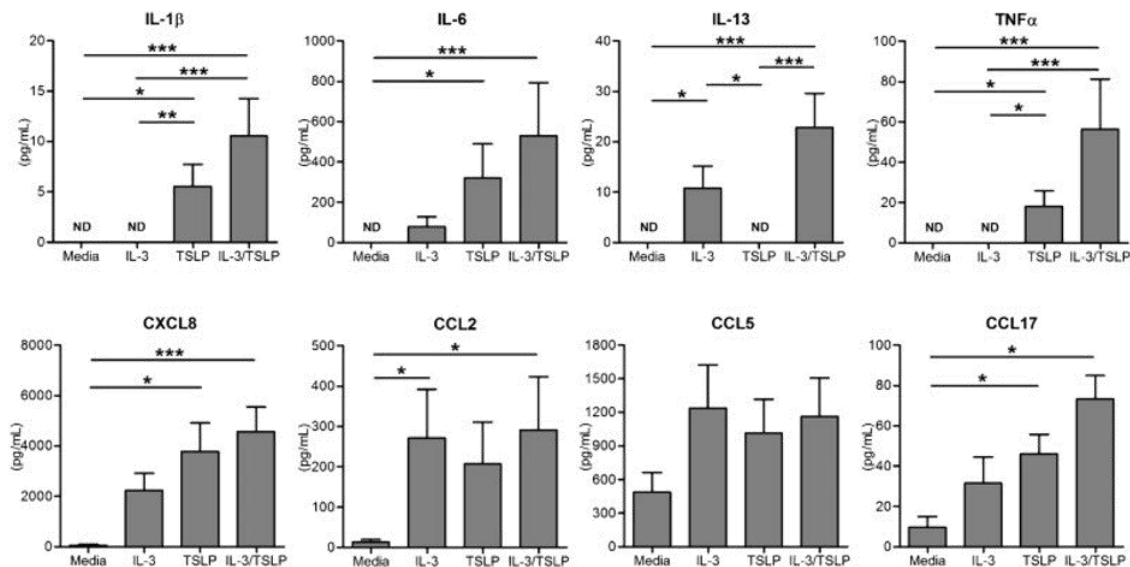 IL-1β
(pg/mL)
20
15
10
5
0
***
***
*
**
ND
ND
Media
IL-3
TSLP
IL-3/TSLP
IL-6
(pg/mL)
1000
800
600
400
200
0
***
*
ND
Media
IL-3
TSLP
IL-3/TSLP
IL-13
(pg/mL)
40
30
20
10
0
***
***
*
*
ND
ND
Media
IL-3
TSLP
IL-3/TSLP
TNFα
(pg/mL)
100
80
60
40
20
0
***
***
*
*
ND
ND
Media
IL-3
TSLP
IL-3/TSLP
CXCL8
(pg/mL)
8000
6000
4000
2000
0
***
*
Media
IL-3
TSLP
IL-3/TSLP
CCL2
(pg/mL)
500
400
300
200
100
0
*
*
Media
IL-3
TSLP
IL-3/TSLP
CCL5
(pg/mL)
1800
1500
1200
900
600
300
0
Media
IL-3
TSLP
IL-3/TSLP
CCL17
(pg/mL)
100
80
60
40
20
0
*
*
Media
IL-3
TSLP
IL-3/TSLP